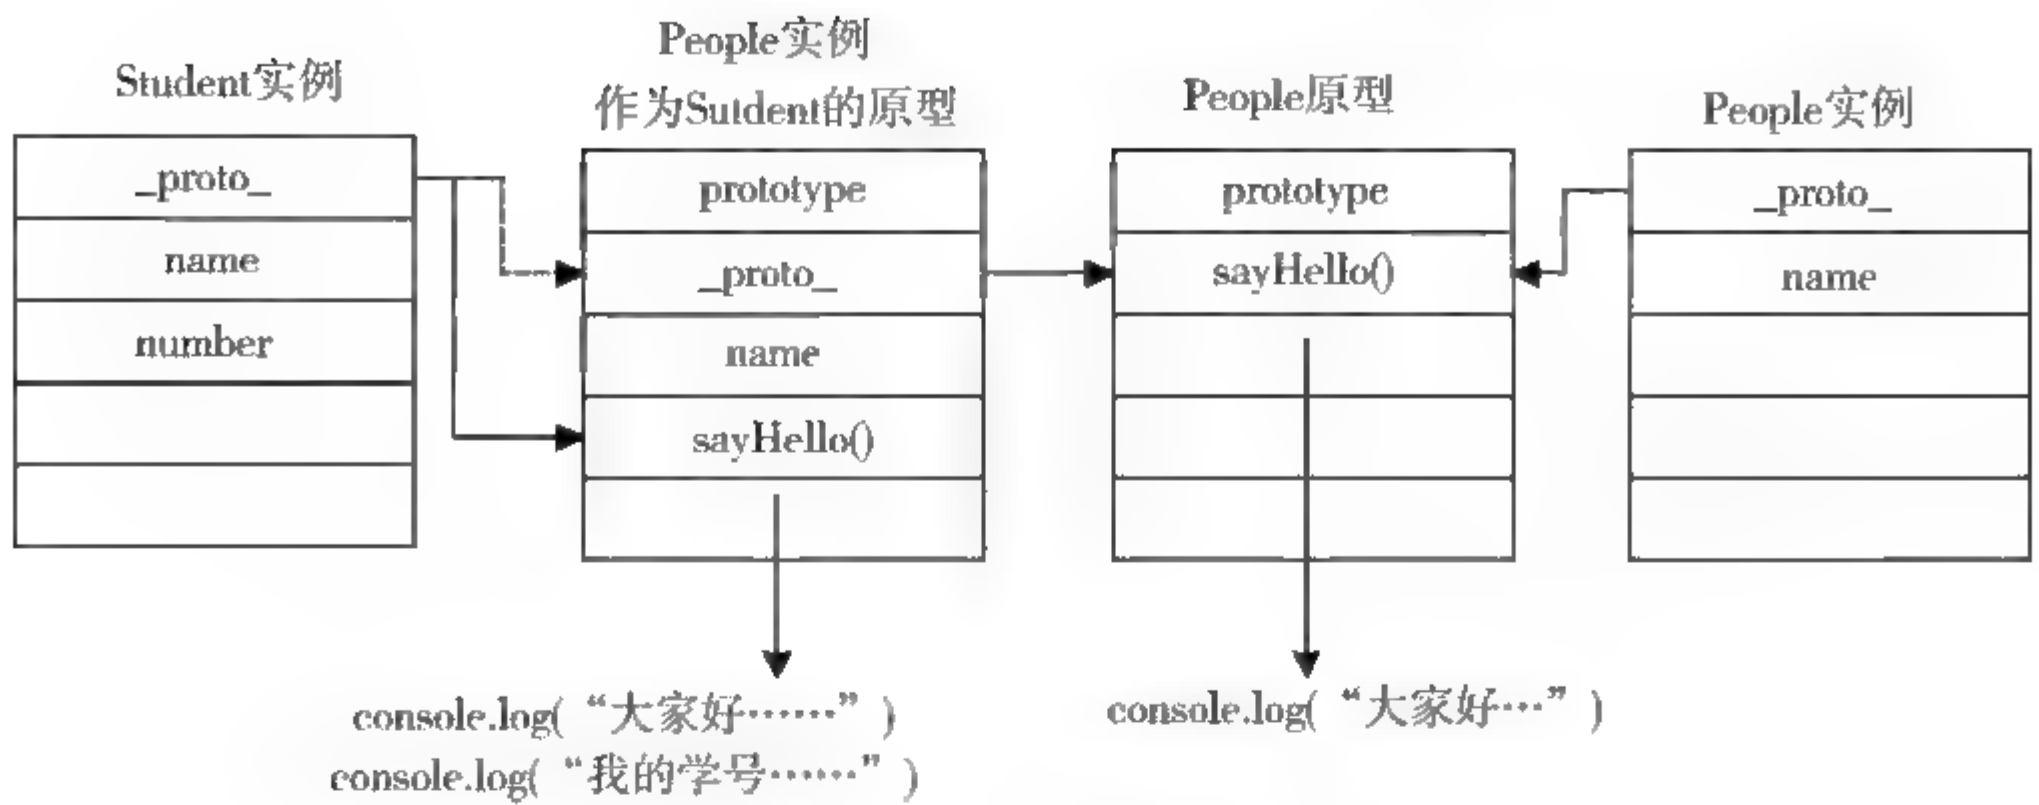 Student实例
_proto_
name
number
People实例
作为Sutdent的原型
prototype
_proto_
name
sayHello()
console.log( “大家好……” )
console.log( “我的学号……” )
People原型
prototype
sayHello()
console.log( “大家好…” )
People实例
_proto_
name